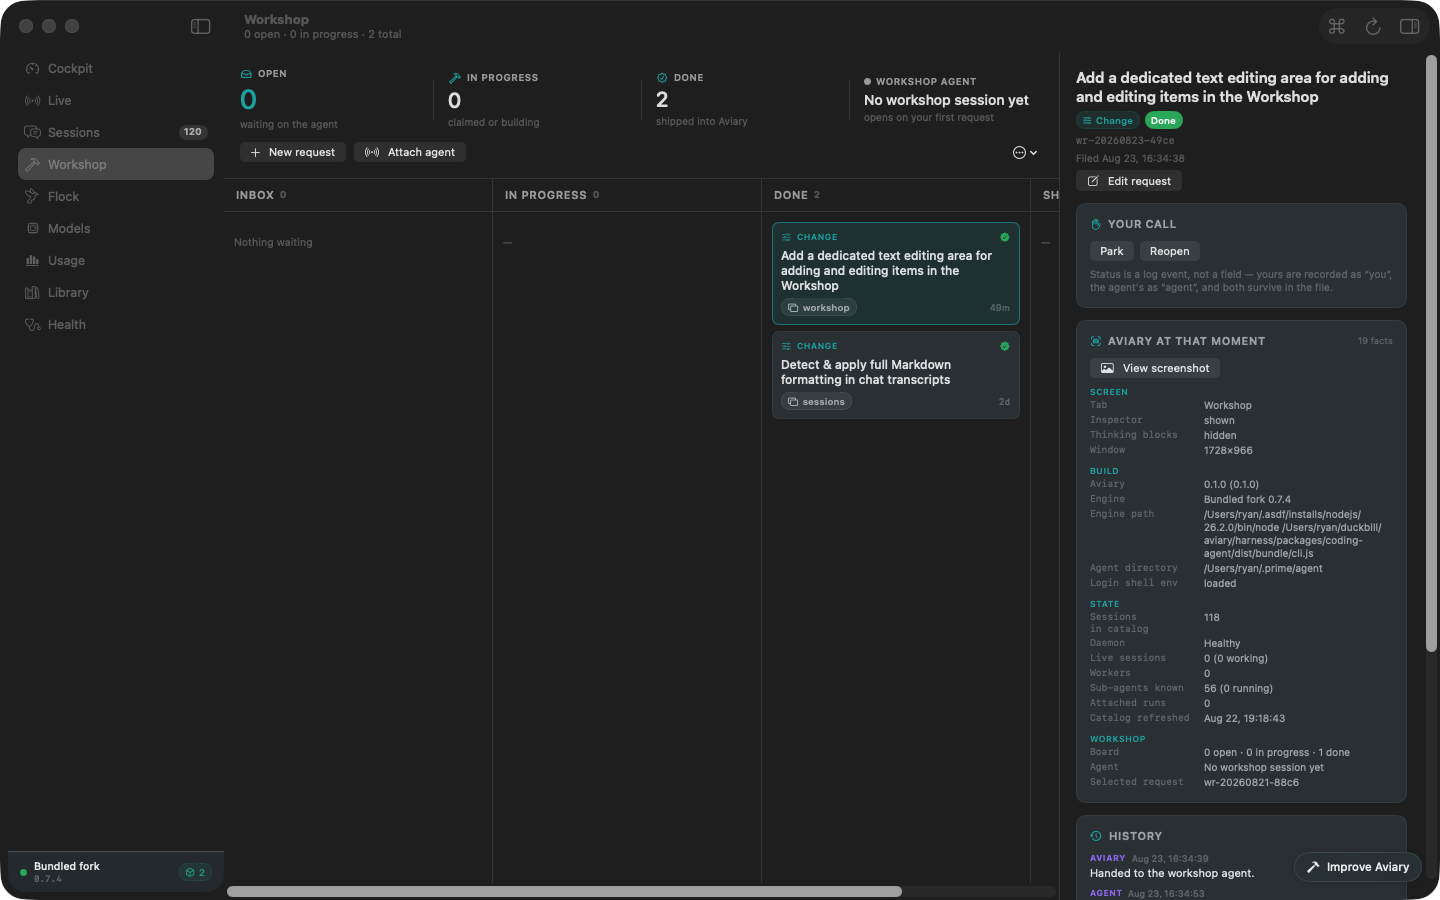 Workshop
0 open · 0 in progress · 2 total
Cockpit
Live
Sessions
120
Workshop
Flock
Models
Usage
Library
Health
Bundled fork
0.7.4
2
OPEN
0
waiting on the agent
IN PROGRESS
0
claimed or building
DONE
2
shipped into Aviary
WORKSHOP AGENT
No workshop session yet
opens on your first request
New request
Attach agent
INBOX 0
Nothing waiting
IN PROGRESS 0
—
DONE 2
CHANGE
Add a dedicated text editing area for
adding and editing items in the
Workshop
workshop
49m
CHANGE
Detect & apply full Markdown
formatting in chat transcripts
sessions
2d
SH
—
Add a dedicated text editing area for adding
and editing items in the Workshop
Change
Done
wr-20260823-49ce
Filed Aug 23, 16:34:38
Edit request
YOUR CALL
Park
Reopen
Status is a log event, not a field — yours are recorded as “you”,
the agent's as “agent”, and both survive in the file.
AVIARY AT THAT MOMENT
19 facts
View screenshot
SCREEN
Tab Workshop
Inspector shown
Thinking blocks hidden
Window 1728×966
BUILD
Aviary 0.1.0 (0.1.0)
Engine Bundled fork 0.7.4
Engine path /Users/ryan/.asdf/installs/nodejs/
26.2.0/bin/node /Users/ryan/duckbill/
aviary/harness/packages/coding-
agent/dist/bundle/cli.js
Agent directory /Users/ryan/.prime/agent
Login shell env loaded
STATE
Sessions 118
in catalog
Daemon Healthy
Live sessions 0 (0 working)
Workers 0
Sub-agents known 56 (0 running)
Attached runs 0
Catalog refreshed Aug 22, 19:18:43
WORKSHOP
Board 0 open · 0 in progress · 1 done
Agent No workshop session yet
Selected request wr-20260821-88c6
HISTORY
AVIARY Aug 23, 16:34:39
Handed to the workshop agent.
AGENT Aug 23, 16:34:53
Improve Aviary